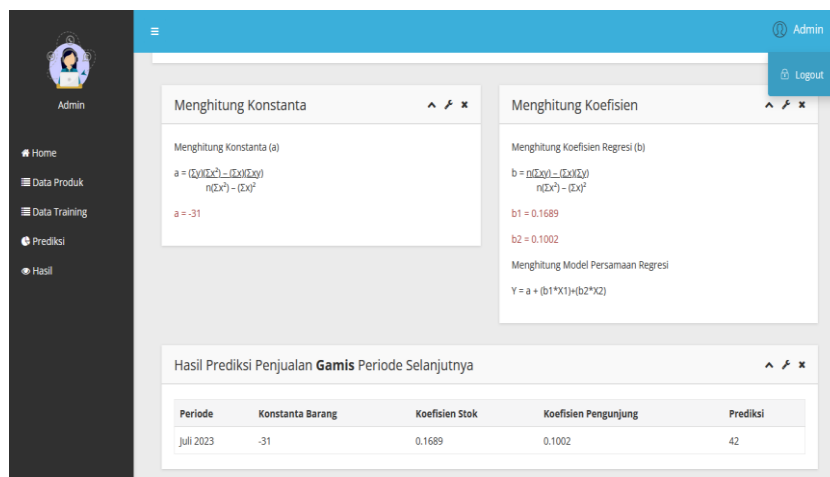 Admin
Logout
Admin
Home
Data Produk
Data Training
Prediksi
Hasil
Menghitung Konstanta
Menghitung Konstanta (a)
a = (Σy)(Σx²) – (Σx)(Σxy)
n(Σx²) – (Σx)²
a = -31
Menghitung Koefisien
Menghitung Koefisien Regresi (b)
b = n(Σxy) – (Σx)(Σy)
n(Σx²) – (Σx)²
b1 = 0.1689
b2 = 0.1002
Menghitung Model Persamaan Regresi
Y = a + (b1*X1)+(b2*X2)
Hasil Prediksi Penjualan Gamis Periode Selanjutnya
Periode Konstanta Barang Koefisien Stok Koefisien Pengunjung Prediksi
Juli 2023 -31 0.1689 0.1002 42